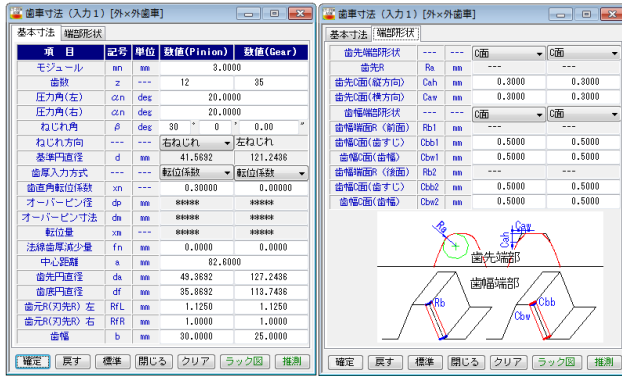 歯車寸法（入力1）[外×外歯車]
基本寸法 端部形状
項 目 記号 単位 数値(Pinion) 数値(Gear)
モジュール mn mm 3.0000
歯数 z --- 12 35
圧力角(左) αn deg 20.0000
圧力角(右) αn deg 20.0000
ねじれ角 β deg 30 ° 0 ' 0.00 "
ねじれ方向 --- --- 右ねじれ 左ねじれ
基準円直径 d mm 41.5692 121.2436
歯厚入力方式 --- --- 転位係数 転位係数
歯直角転位係数 xn --- 0.30000 0.00000
オーバーピン径 dp mm ***** *****
オーバーピン寸法 dm mm ***** *****
転位量 xm --- ***** *****
法線歯厚減少量 fn mm 0.0000 0.0000
中心距離 a mm 82.6000
歯先円直径 da mm 49.3692 127.2436
歯底円直径 df mm 35.8692 113.7436
歯元R(刃先R) 左 RfL mm 1.1250 1.1250
歯元R(刃先R) 右 RfR mm 1.0000 1.0000
歯幅 b mm 30.0000 25.0000
確定 戻す 標準 閉じる クリア ラック図 推測
歯車寸法（入力1）[外×外歯車]
基本寸法 端部形状
歯先端部形状 --- --- C面 C面
歯先R Ra mm --- ---
歯先C面(縦方向) Cah mm 0.3000 0.3000
歯先C面(横方向) Caw mm 0.3000 0.3000
歯幅端部形状 --- --- C面 C面
歯幅端面R（前面） Rb1 mm --- ---
歯幅C面(歯すじ) Cbb1 mm 0.5000 0.5000
歯幅C面(歯幅) Cbw1 mm 0.5000 0.5000
歯幅端面R（後面） Rb2 mm --- ---
歯幅C面(歯すじ) Cbb2 mm 0.5000 0.5000
歯幅C面(歯幅) Cbw2 mm 0.5000 0.5000
Ra Cah Caw
歯先端部
歯幅端部
Rb Cbb
Cbw
確定 戻す 標準 閉じる クリア ラック図 推測